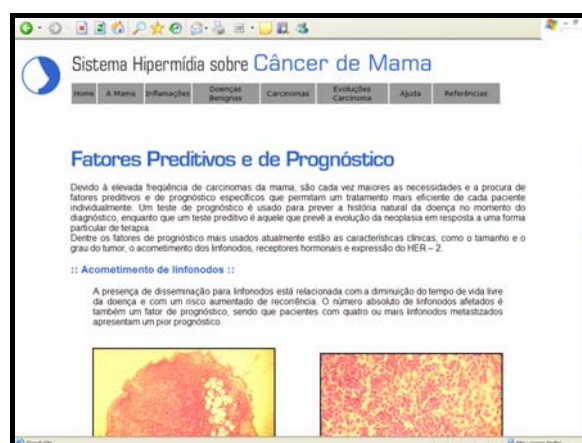 Sistema Hipermídia sobre Câncer de Mama
Home A Mama Inflamações Doenças Benignas Carcinomas Evoluções Carcinoma Ajuda Referências
Fatores Preditivos e de Prognóstico
Devido à elevada freqüência de carcinomas da mama, são cada vez maiores as necessidades e a procura de
fatores preditivos e de prognóstico específicos que permitam um tratamento mais eficiente de cada paciente
individualmente. Um teste de prognóstico é usado para prever a história natural da doença no momento do
diagnóstico, enquanto que um teste preditivo é aquele que prevê a evolução da neoplasia em resposta a uma forma
particular de terapia.
Dentre os fatores de prognóstico mais usados atualmente estão as características clínicas, como o tamanho e o
grau do tumor, o acometimento dos linfonodos, receptores hormonais e expressão do HER – 2.
:: Acometimento de linfonodos ::
A presença de disseminação para linfonodos está relacionada com a diminuição do tempo de vida livre
da doença e com um risco aumentado de recorrência. O número absoluto de linfonodos afetados é
também um fator de prognóstico, sendo que pacientes com quatro ou mais linfonodos metastizados
apresentam um pior prognóstico.